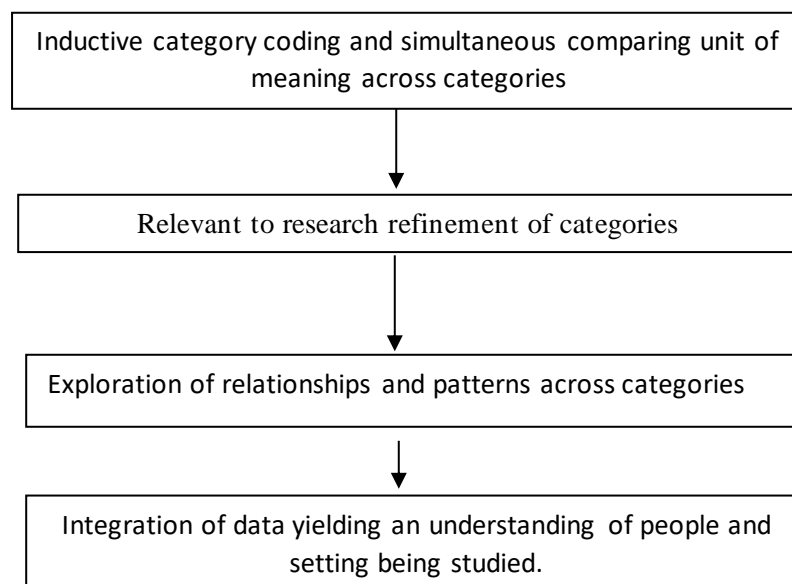 Inductive category coding and simultaneous comparing unit of
meaning across categories
Relevant to research refinement of categories
Exploration of relationships and patterns across categories
Integration of data yielding an understanding of people and
setting being studied.